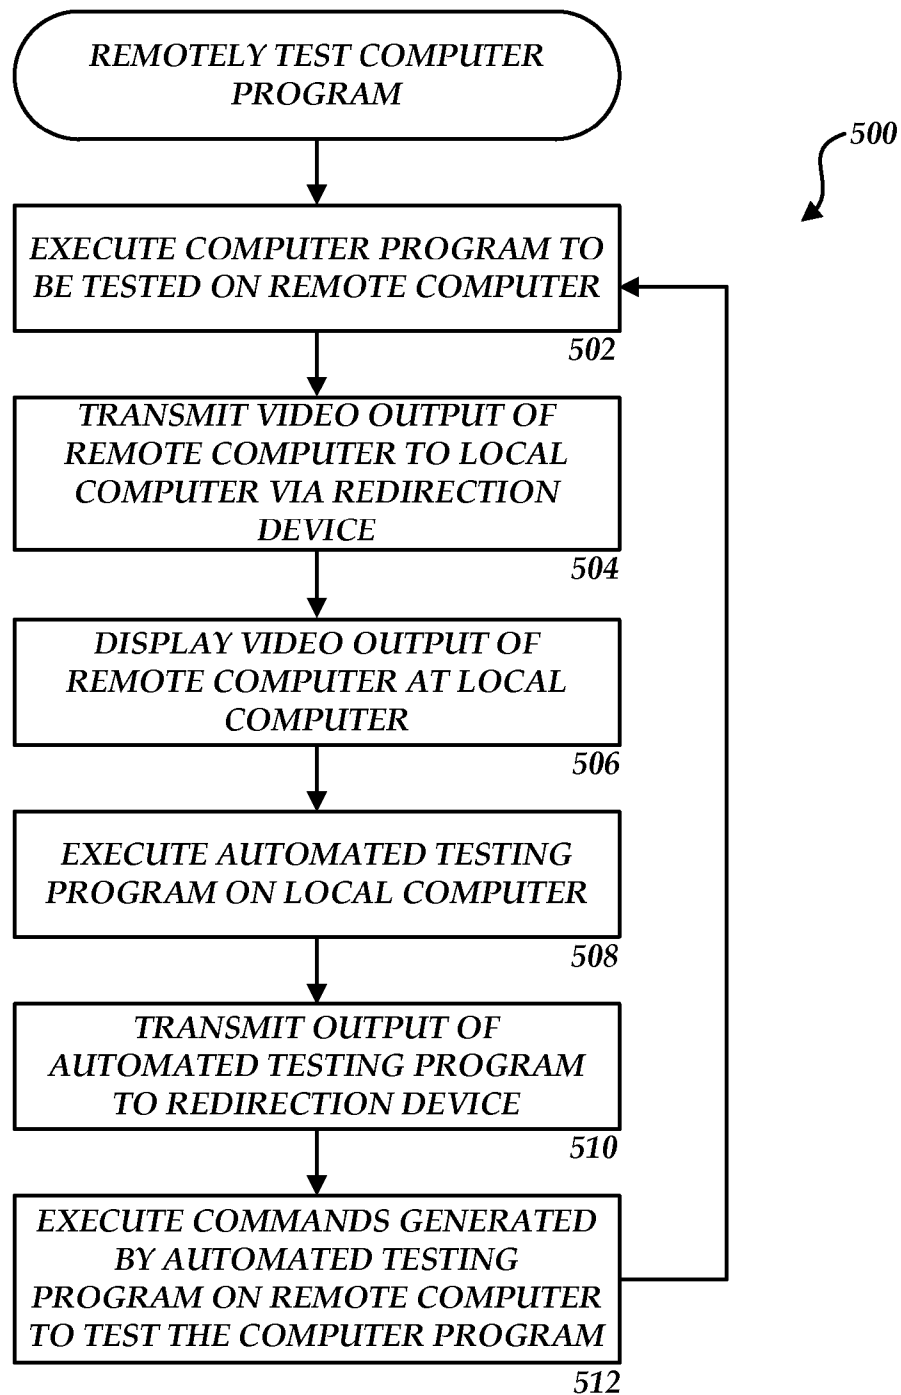 REMOTELY TEST COMPUTER
PROGRAM
500
EXECUTE COMPUTER PROGRAM TO
BE TESTED ON REMOTE COMPUTER
502
TRANSMIT VIDEO OUTPUT OF
REMOTE COMPUTER TO LOCAL
COMPUTER VIA REDIRECTION
DEVICE
504
DISPLAY VIDEO OUTPUT OF
REMOTE COMPUTER AT LOCAL
COMPUTER
506
EXECUTE AUTOMATED TESTING
PROGRAM ON LOCAL COMPUTER
508
TRANSMIT OUTPUT OF
AUTOMATED TESTING PROGRAM
TO REDIRECTION DEVICE
510
EXECUTE COMMANDS GENERATED
BY AUTOMATED TESTING
PROGRAM ON REMOTE COMPUTER
TO TEST THE COMPUTER PROGRAM
512